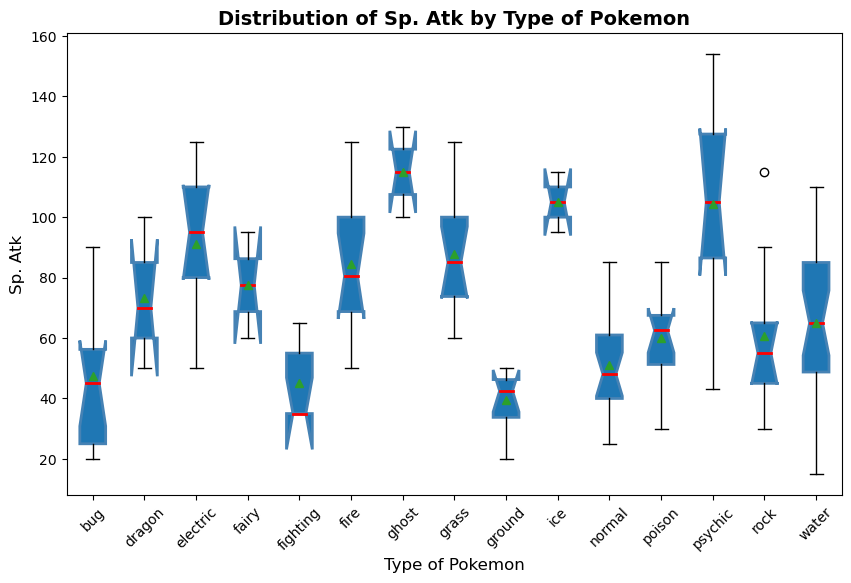 Distribution of Sp. Atk by Type of Pokemon
160
140
120
100
80
60
40
20
Sp. Atk
bug
dragon
electric
fairy
fighting
fire
ghost
grass
ground
ice
normal
poison
psychic
rock
water
Type of Pokemon